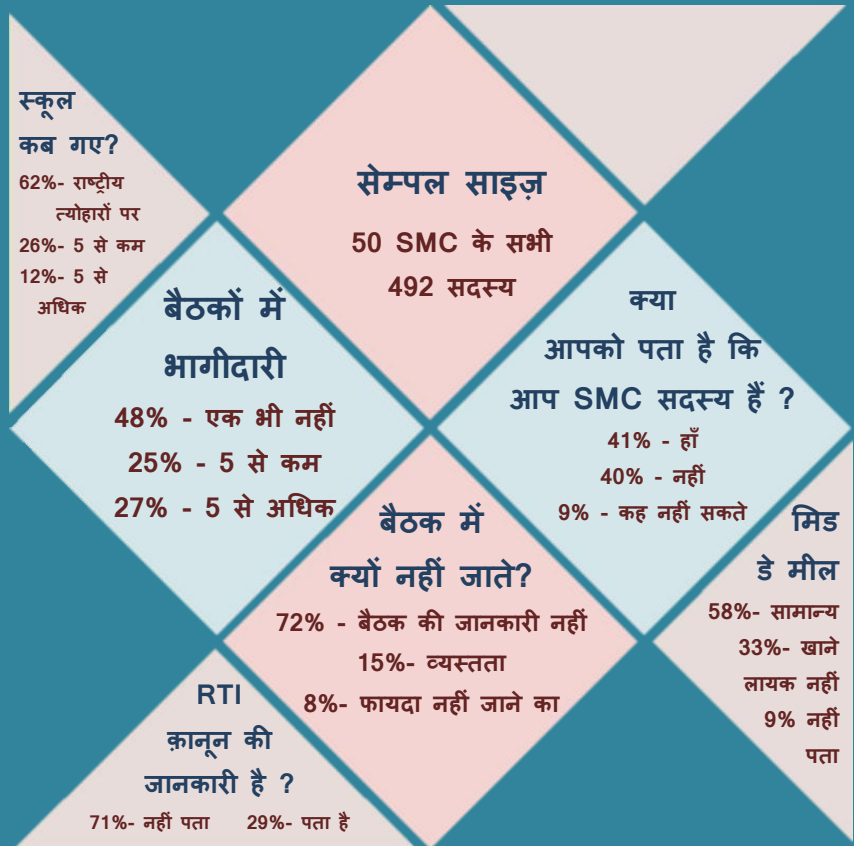 स्कूल
कब गए?
62%- राष्ट्रीय
त्योहारों पर
26%- 5 से कम
12%- 5 से
अधिक
सेम्पल साइज़
50 SMC के सभी
492 सदस्य
बैठकों में
भागीदारी
48% - एक भी नहीं
25% - 5 से कम
27% - 5 से अधिक
क्या
आपको पता है कि
आप SMC सदस्य हैं ?
41% - हाँ
40% - नहीं
9% - कह नहीं सकते
बैठक में
क्यों नहीं जाते?
72% - बैठक की जानकारी नहीं
15%- व्यस्तता
8%- फायदा नहीं जाने का
मिड
डे मील
58%- सामान्य
33%- खाने
लायक नहीं
9% नहीं
पता
RTI
क़ानून की
जानकारी है ?
71%- नहीं पता 29%- पता है